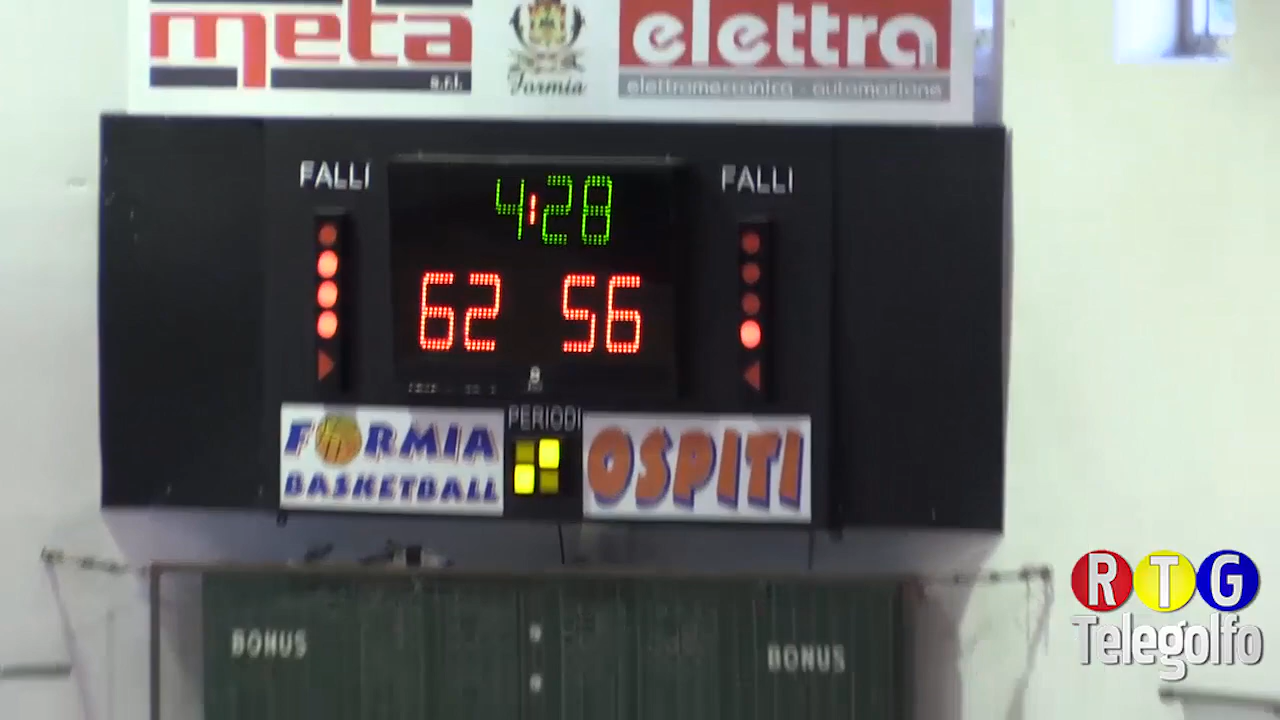 meta
s.r.l.
Formia
elettra
elettromeccanica - automazione
FALLI
FALLI
4:28
62 56
PERIODI
FORMIA
BASKETBALL
OSPITI
BONUS
BONUS
RTG
Telegolfo